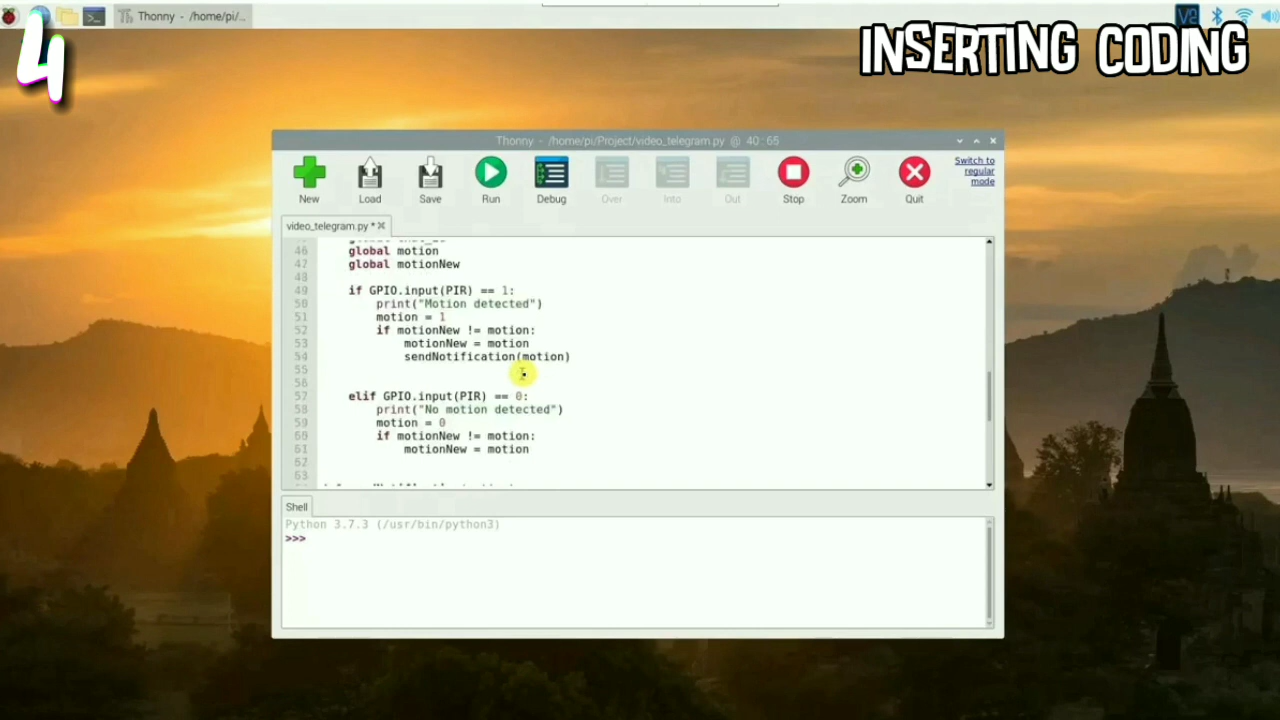 Thonny - /home/pi/...
4
INSERTING CODING
Thonny - /home/pi/Project/video_telegram.py @ 40:65
New
Load
Save
Run
Debug
Over
Into
Out
Stop
Zoom
Quit
Switch to
regular
mode
video_telegram.py *
46 global motion
47 global motionNew
48
49 if GPIO.input(PIR) == 1:
50 print("Motion detected")
51 motion = 1
52 if motionNew != motion:
53 motionNew = motion
54 sendNotification(motion)
55
56
57 elif GPIO.input(PIR) == 0:
58 print("No motion detected")
59 motion = 0
60 if motionNew != motion:
61 motionNew = motion
62
63
Shell
Python 3.7.3 (/usr/bin/python3)
>>>